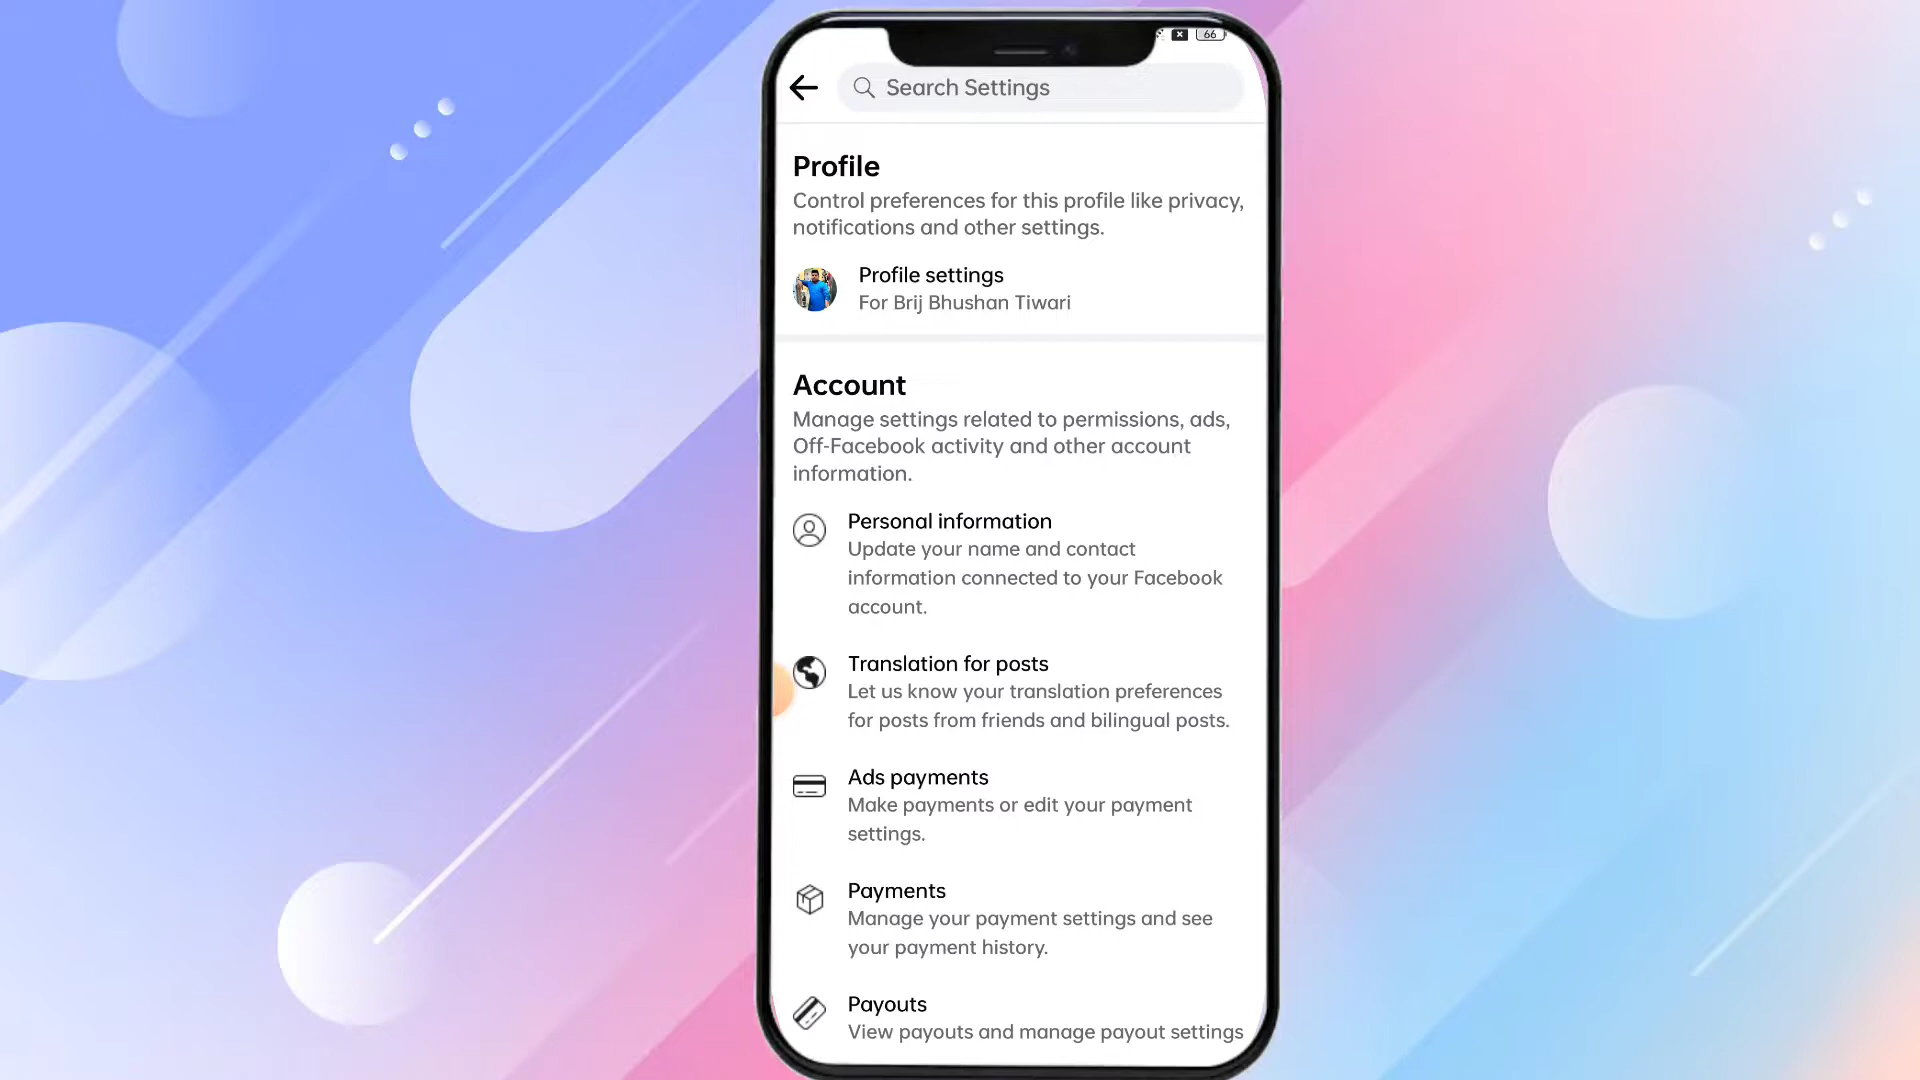 66
Search Settings
Profile
Control preferences for this profile like privacy,
notifications and other settings.
Profile settings
For Brij Bhushan Tiwari
Account
Manage settings related to permissions, ads,
Off-Facebook activity and other account
information.
Personal information
Update your name and contact
information connected to your Facebook
account.
Translation for posts
Let us know your translation preferences
for posts from friends and bilingual posts.
Ads payments
Make payments or edit your payment
settings.
Payments
Manage your payment settings and see
your payment history.
Payouts
View payouts and manage payout settings